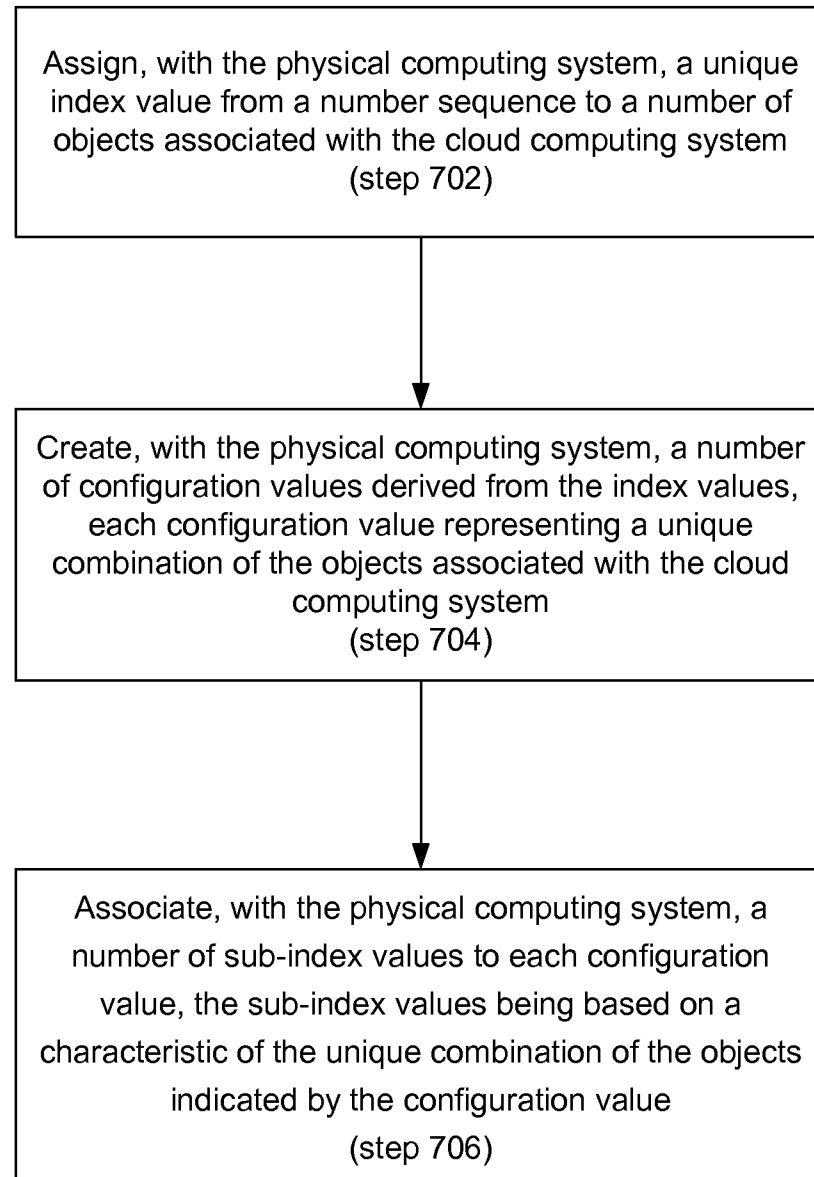 Assign, with the physical computing system, a unique
index value from a number sequence to a number of
objects associated with the cloud computing system
(step 702)
Create, with the physical computing system, a number
of configuration values derived from the index values,
each configuration value representing a unique
combination of the objects associated with the cloud
computing system
(step 704)
Associate, with the physical computing system, a
number of sub-index values to each configuration
value, the sub-index values being based on a
characteristic of the unique combination of the objects
indicated by the configuration value
(step 706)